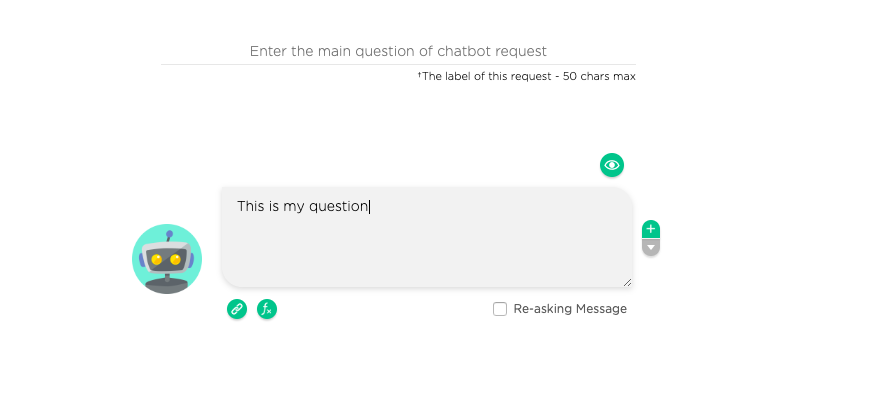 Enter the main question of chatbot request
†The label of this request - 50 chars max
This is my question
fx
Re-asking Message